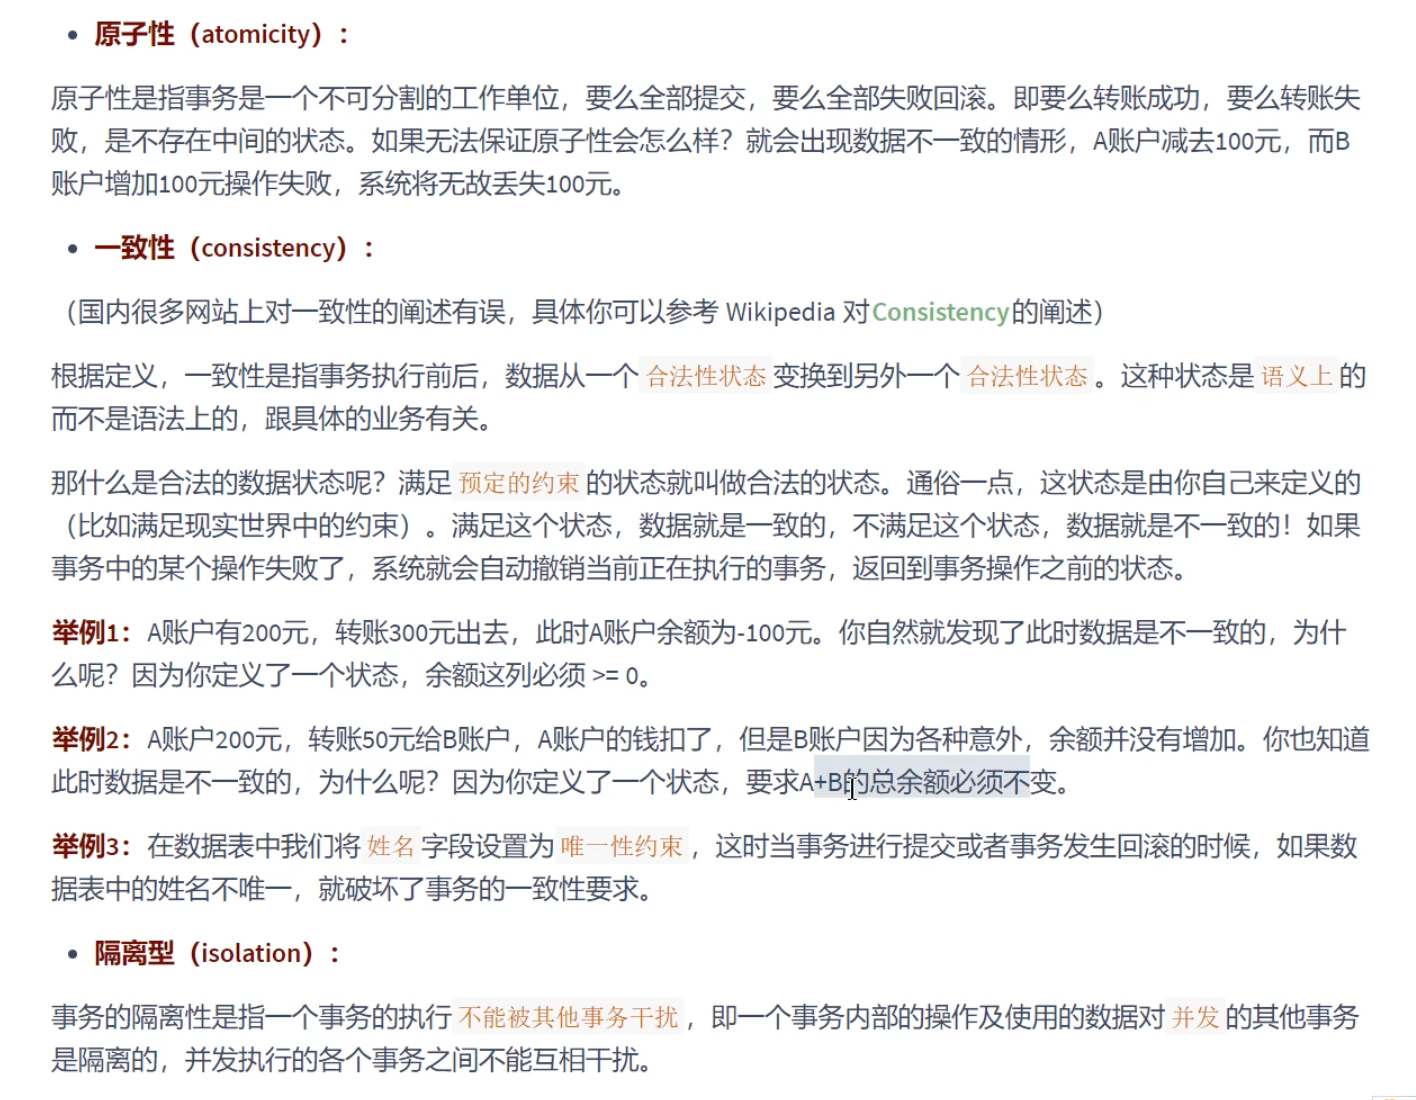 • 原子性（atomicity）：
原子性是指事务是一个不可分割的工作单位，要么全部提交，要么全部失败回滚。即要么转账成功，要么转账失
败，是不存在中间的状态。如果无法保证原子性会怎么样？就会出现数据不一致的情形，A账户减去100元，而B
账户增加100元操作失败，系统将无故丢失100元。
• 一致性（consistency）：
（国内很多网站上对一致性的阐述有误，具体你可以参考 Wikipedia 对Consistency的阐述）
根据定义，一致性是指事务执行前后，数据从一个 合法性状态 变换到另外一个 合法性状态 。这种状态是 语义上 的
而不是语法上的，跟具体的业务有关。
那什么是合法的数据状态呢？满足 预定的约束 的状态就叫做合法的状态。通俗一点，这状态是由你自己来定义的
（比如满足现实世界中的约束）。满足这个状态，数据就是一致的，不满足这个状态，数据就是不一致的！如果
事务中的某个操作失败了，系统就会自动撤销当前正在执行的事务，返回到事务操作之前的状态。
举例1：A账户有200元，转账300元出去，此时A账户余额为-100元。你自然就发现了此时数据是不一致的，为什
么呢？因为你定义了一个状态，余额这列必须 >= 0。
举例2：A账户200元，转账50元给B账户，A账户的钱扣了，但是B账户因为各种意外，余额并没有增加。你也知道
此时数据是不一致的，为什么呢？因为你定义了一个状态，要求A+B的总余额必须不变。
举例3：在数据表中我们将 姓名 字段设置为 唯一性约束 ，这时当事务进行提交或者事务发生回滚的时候，如果数
据表中的姓名不唯一，就破坏了事务的一致性要求。
• 隔离型（isolation）：
事务的隔离性是指一个事务的执行 不能被其他事务干扰 ，即一个事务内部的操作及使用的数据对 并发 的其他事务
是隔离的，并发执行的各个事务之间不能互相干扰。